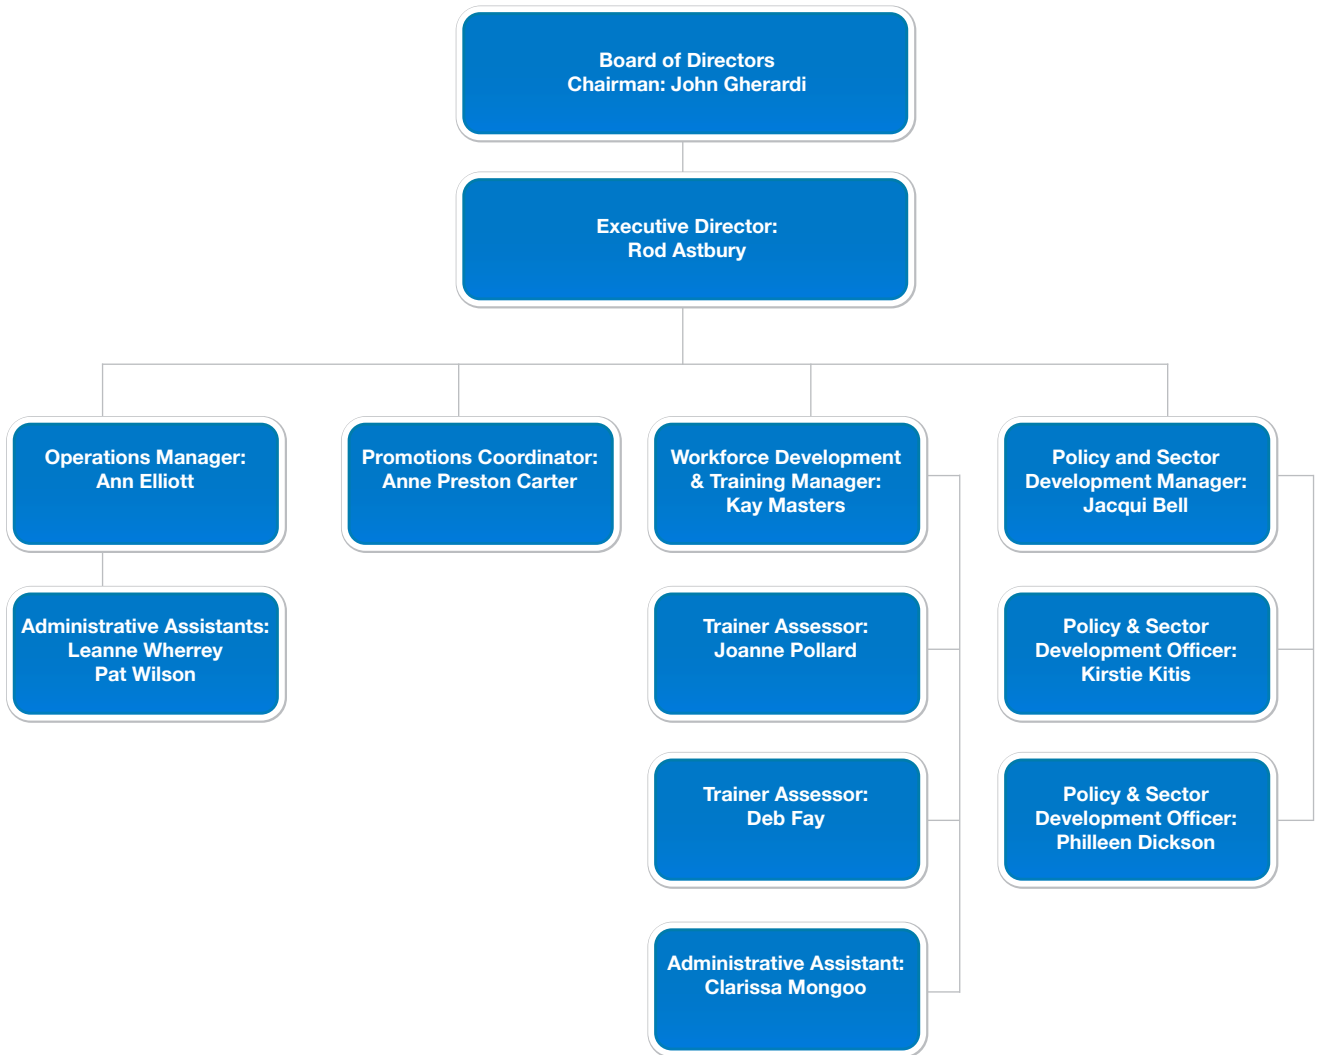 Board of Directors
Chairman: John Gherardi
Executive Director:
Rod Astbury
Operations Manager:
Ann Elliott
Promotions Coordinator:
Anne Preston Carter
Workforce Development
& Training Manager:
Kay Masters
Policy and Sector
Development Manager:
Jacqui Bell
Administrative Assistants:
Leanne Wherrey
Pat Wilson
Trainer Assessor:
Joanne Pollard
Policy & Sector
Development Officer:
Kirstie Kitis
Trainer Assessor:
Deb Fay
Policy & Sector
Development Officer:
Philleen Dickson
Administrative Assistant:
Clarissa Mongoo